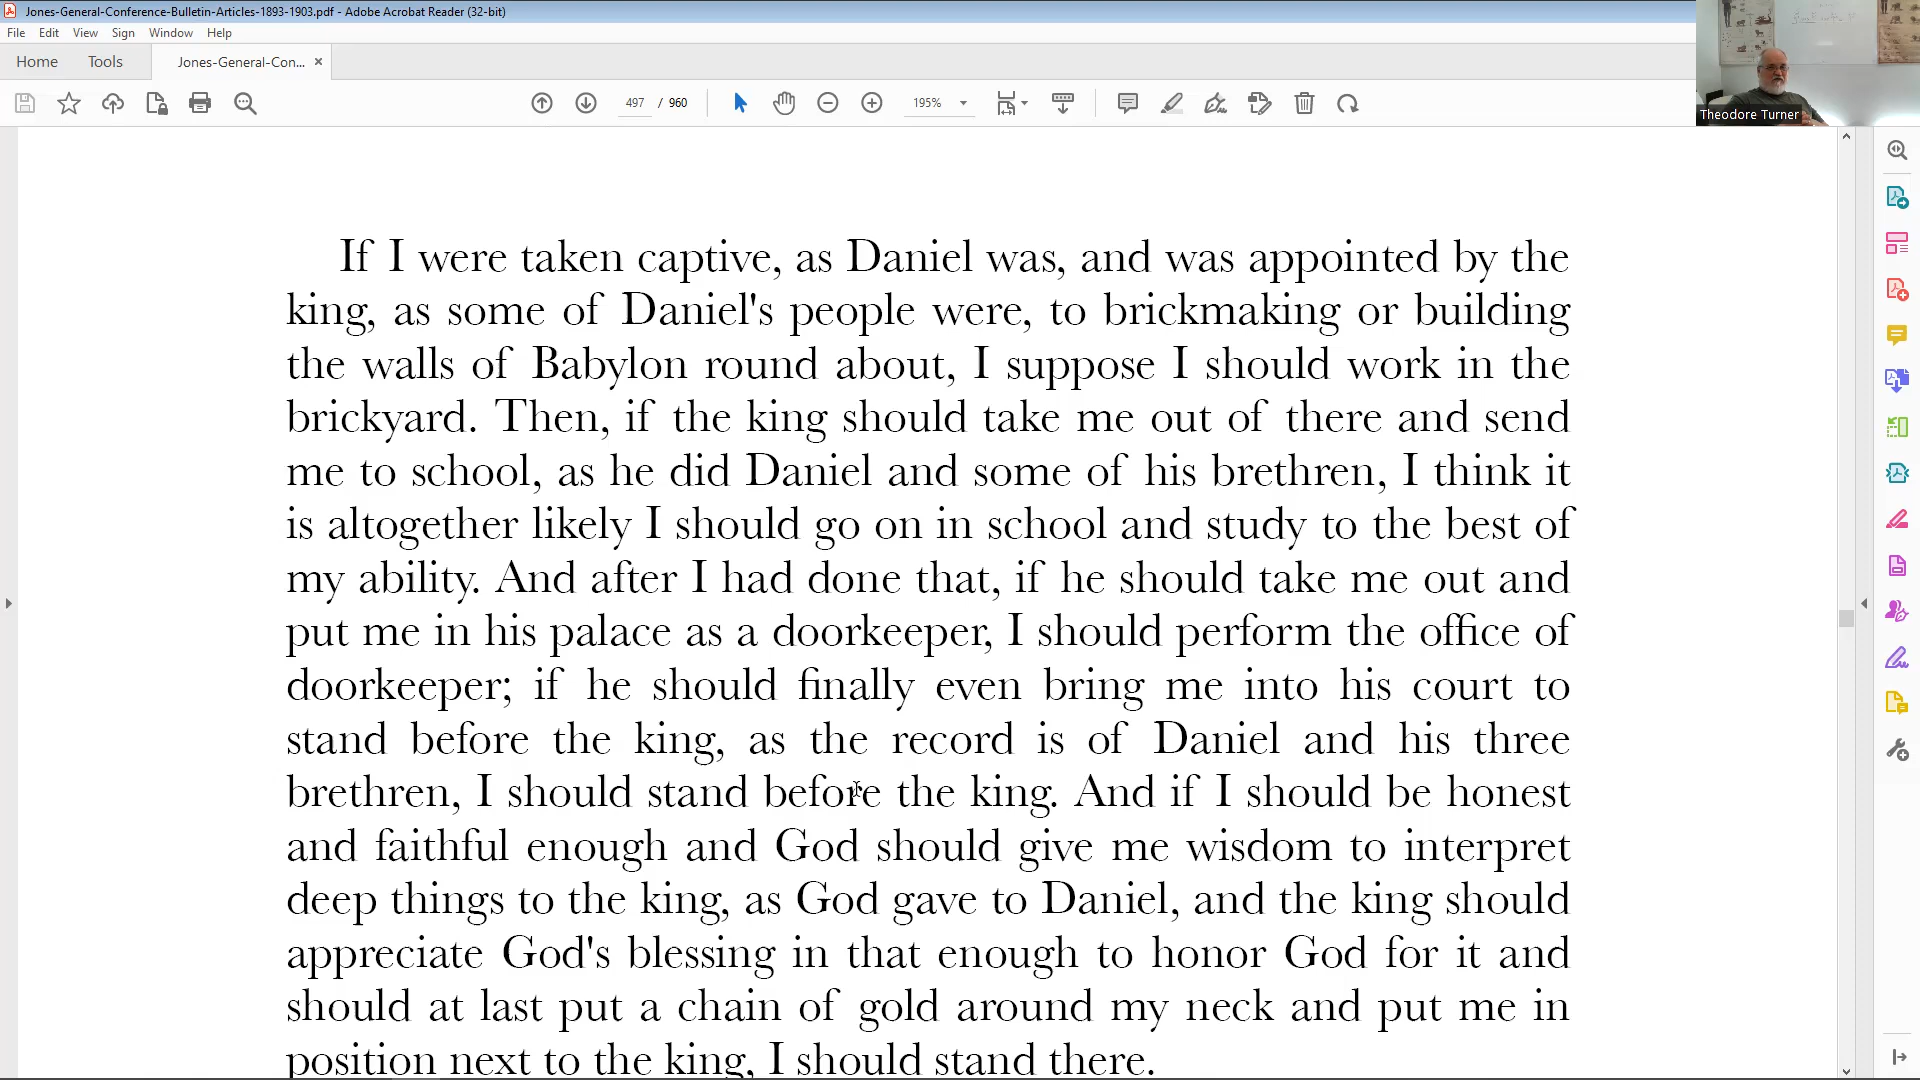 Jones-General-Conference-Bulletin-Articles-1893-1903.pdf - Adobe Acrobat Reader (32-bit)
File Edit View Sign Window Help
Home Tools Jones-General-Con... ×
497 / 960 195%
Theodore Turner
If I were taken captive, as Daniel was, and was appointed by the
king, as some of Daniel's people were, to brickmaking or building
the walls of Babylon round about, I suppose I should work in the
brickyard. Then, if the king should take me out of there and send
me to school, as he did Daniel and some of his brethren, I think it
is altogether likely I should go on in school and study to the best of
my ability. And after I had done that, if he should take me out and
put me in his palace as a doorkeeper, I should perform the office of
doorkeeper; if he should finally even bring me into his court to
stand before the king, as the record is of Daniel and his three
brethren, I should stand before the king. And if I should be honest
and faithful enough and God should give me wisdom to interpret
deep things to the king, as God gave to Daniel, and the king should
appreciate God's blessing in that enough to honor God for it and
should at last put a chain of gold around my neck and put me in
position next to the king, I should stand there.